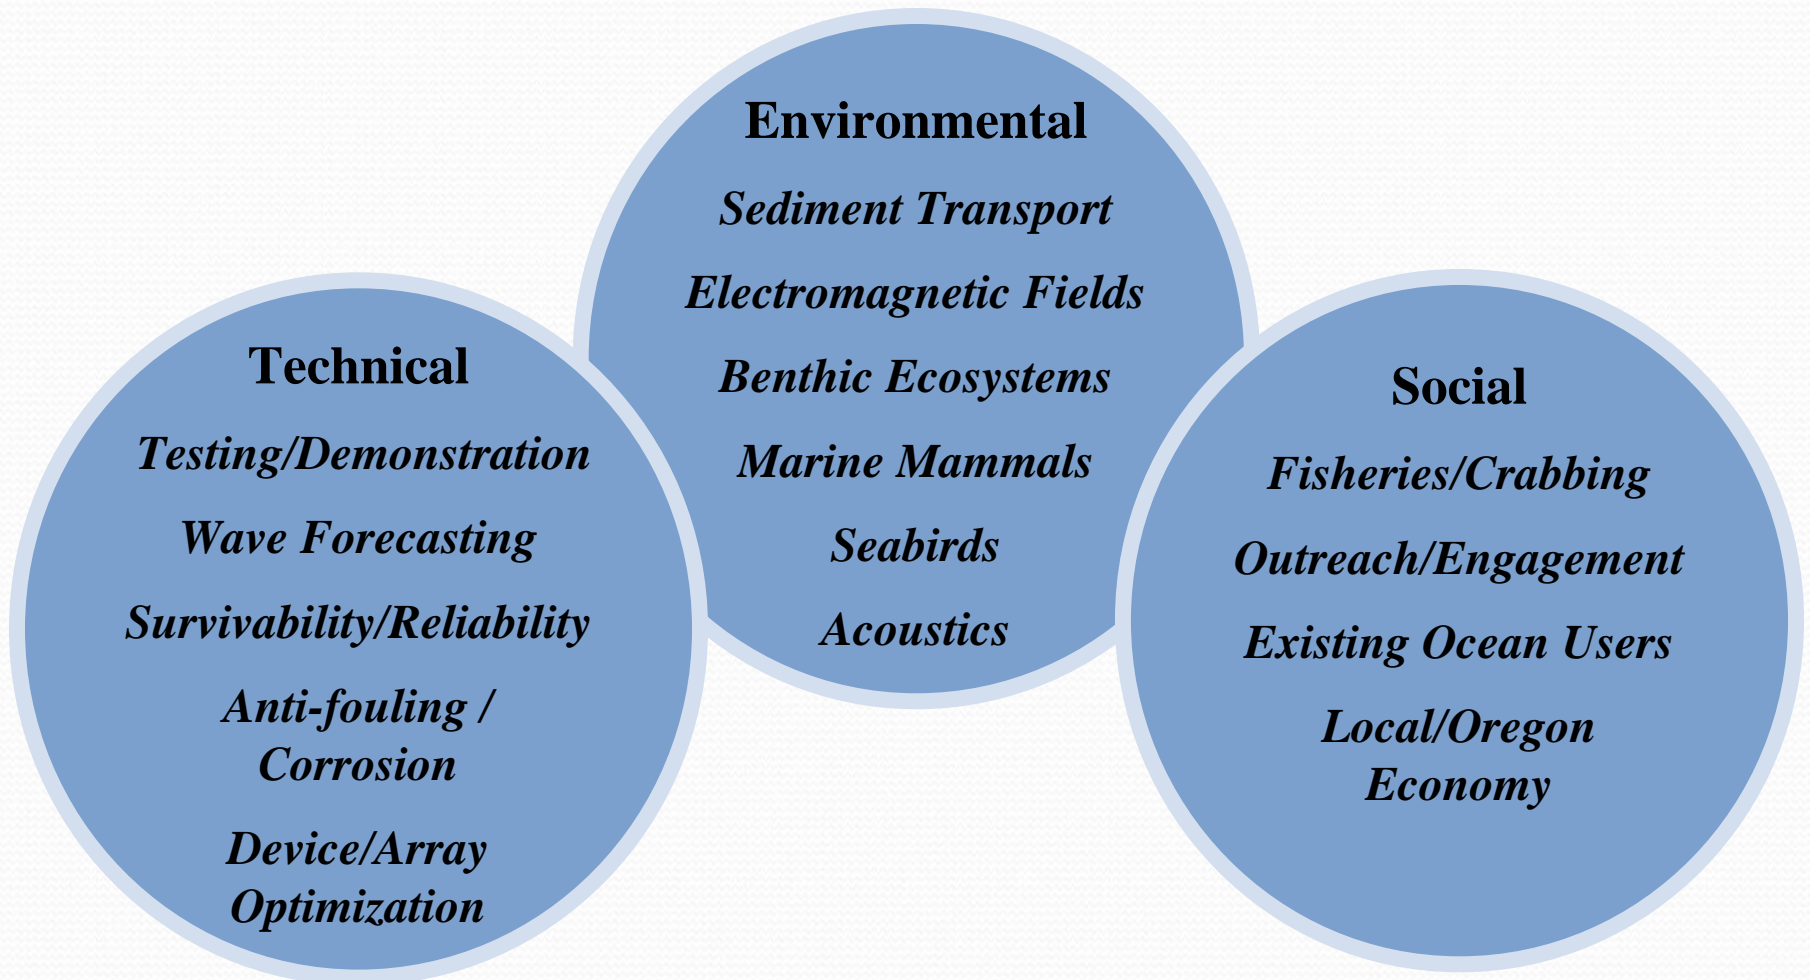 Environmental
Sediment Transport
Electromagnetic Fields
Benthic Ecosystems
Marine Mammals
Seabirds
Acoustics
Technical
Testing/Demonstration
Wave Forecasting
Survivability/Reliability
Anti-fouling /
Corrosion
Device/Array
Optimization
Social
Fisheries/Crabbing
Outreach/Engagement
Existing Ocean Users
Local/Oregon
Economy